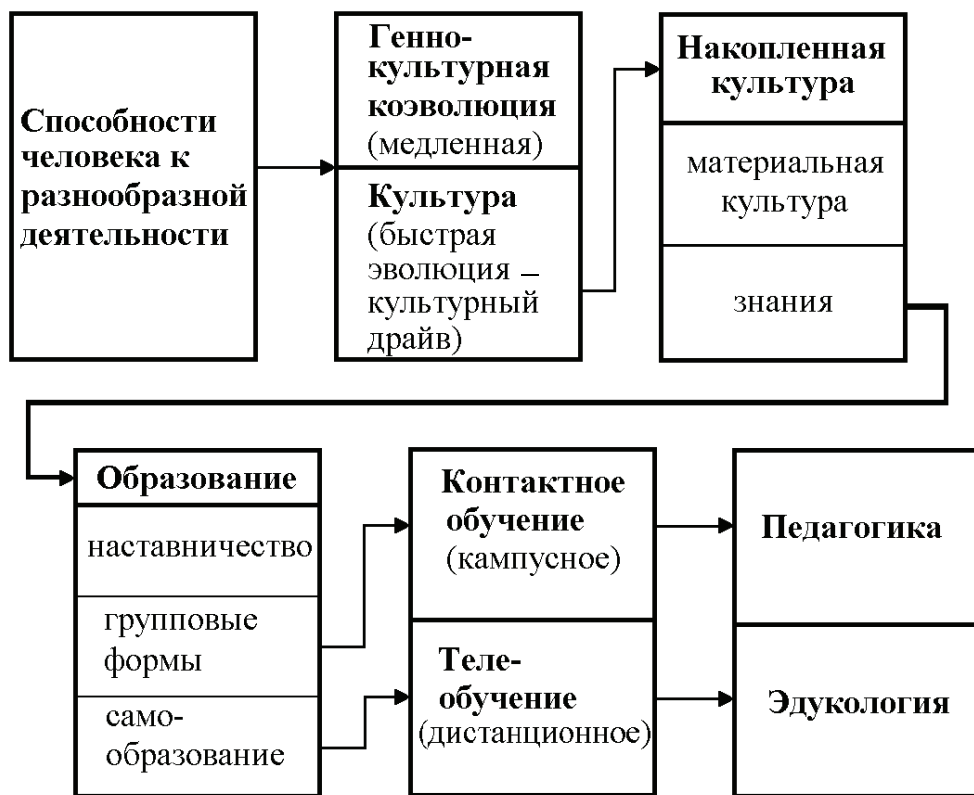 Способности
человека к
разнообразной
деятельности
Генно-
культурная
коэволюция
(медленная)
Культура
(быстрая
эволюция –
культурный
драйв)
Накопленная
культура
материальная
культура
знания
Образование
наставничество
групповые
формы
само-
образование
Контактное
обучение
(кампусное)
Теле-
обучение
(дистанционное)
Педагогика
Эдукология